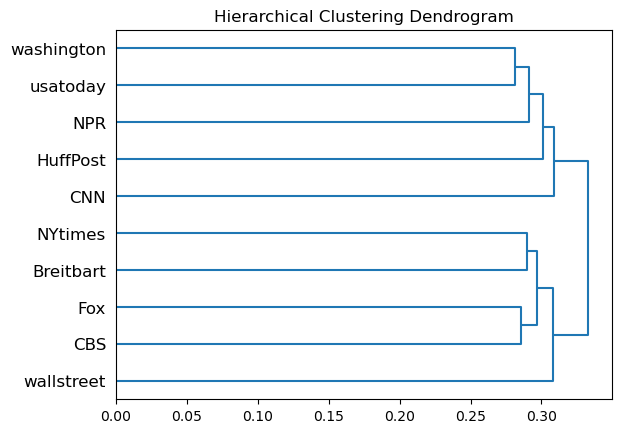 Hierarchical Clustering Dendrogram
washington
usatoday
NPR
HuffPost
CNN
NYtimes
Breitbart
Fox
CBS
wallstreet
0.00 0.05 0.10 0.15 0.20 0.25 0.30